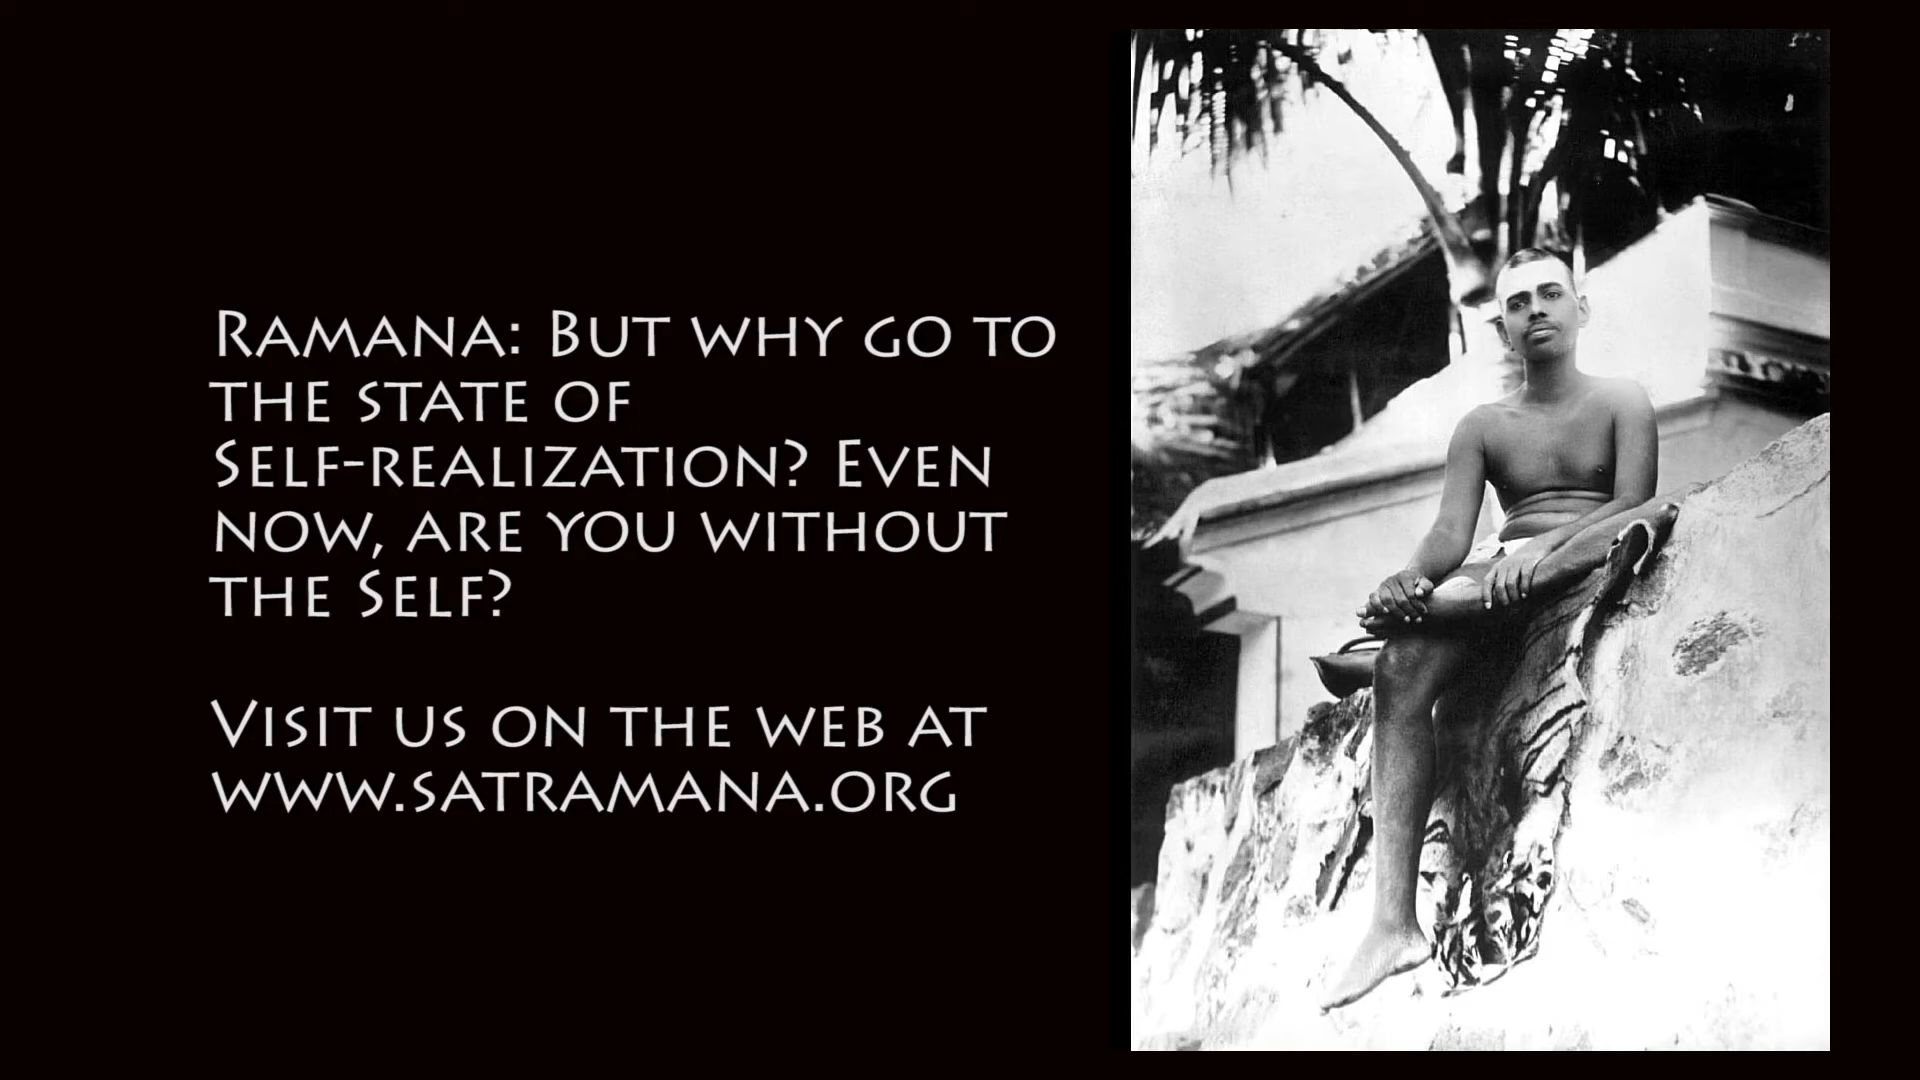 Ramana: But why go to
the state of
Self-realization? Even
now, are you without
the Self?
Visit us on the web at
www.satramana.org